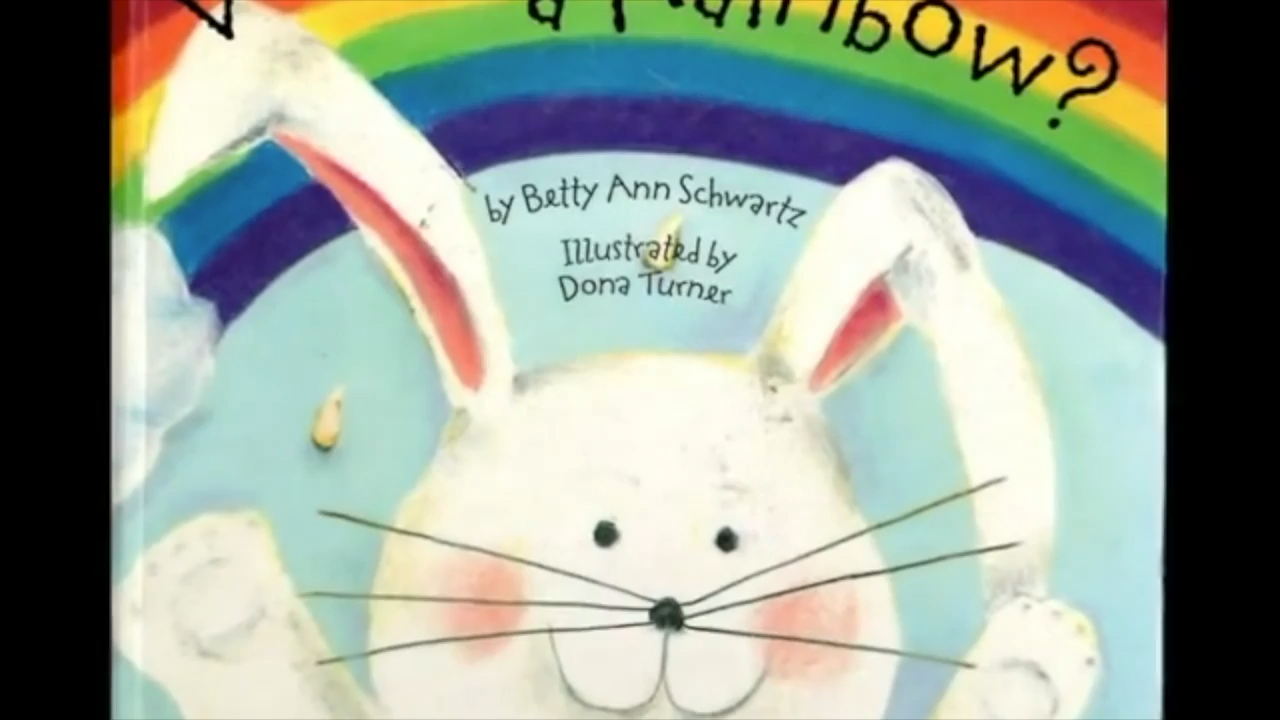 a Rainbow?
by Betty Ann Schwartz
Illustrated by
Dona Turner